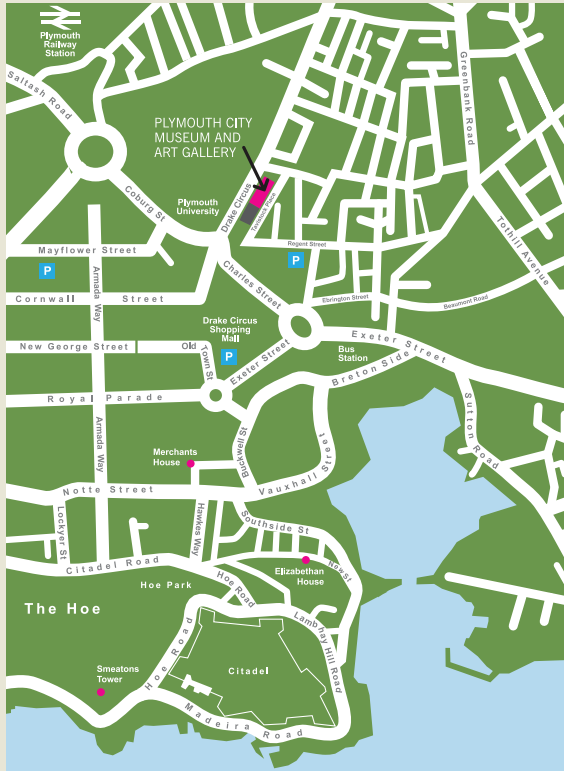 Plymouth
Railway
Station
Saltash Road
Greenbank Road
PLYMOUTH CITY
MUSEUM AND
ART GALLERY
Coburg St
Plymouth
University
Drake Circus
Tavistock Place
Tothill Avenue
Mayflower Street
Regent Street
P
P
Armada Way
Charles Street
Cornwall Street
Ebrington Street
Beaumont Road
Drake Circus
Shopping
Mall
P
New George Street
Old
Town St
Exeter Street
Bus
Station
Exeter Street
Breton Side
Royal Parade
Sutton Road
Armada Way
Buckwell St
Merchants
House
Vauxhall Street
Notte Street
Lockyer St
Hawkes Way
Southside St
Citadel Road
Elizabethan
House
New st
Hoe Park
Hoe Road
The Hoe
Lambhay Hill Road
Smeatons
Tower
Hoe Road
Citadel
Madeira Road